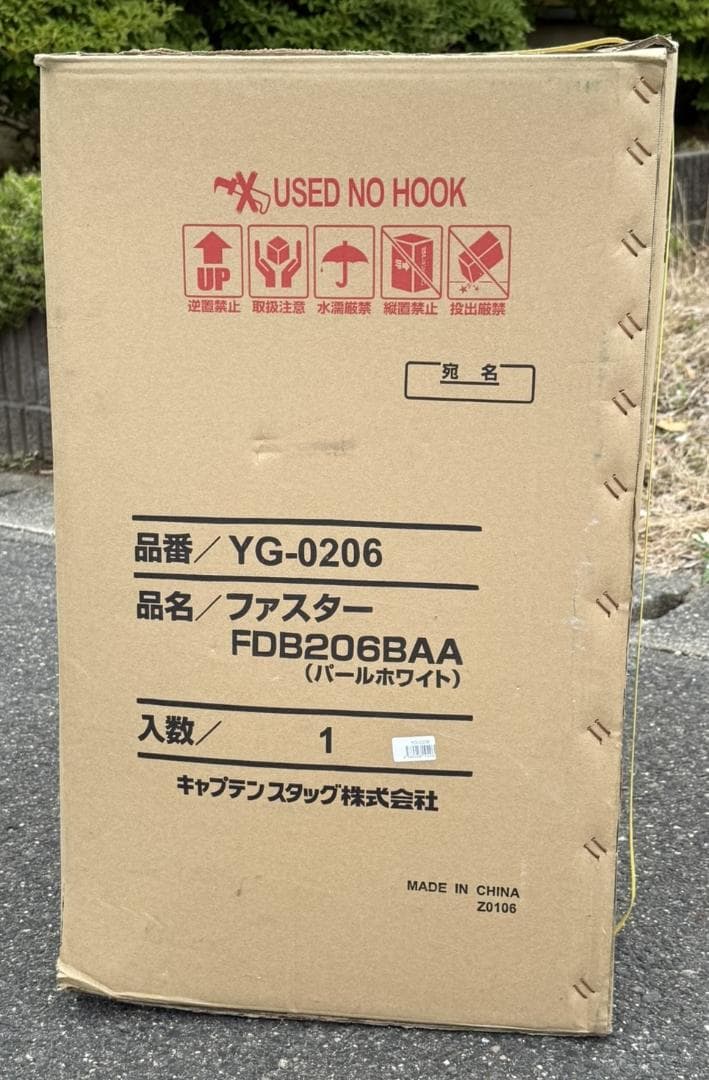 USED NO HOOK
UP
逆置禁止 取扱注意 水濡厳禁 縦置禁止 投出厳禁
宛 名
品番／YG-0206
品名／ファスター
FDB206BAA
(パールホワイト)
入数／ 1
キャプテンスタッグ株式会社
MADE IN CHINA
Z0106